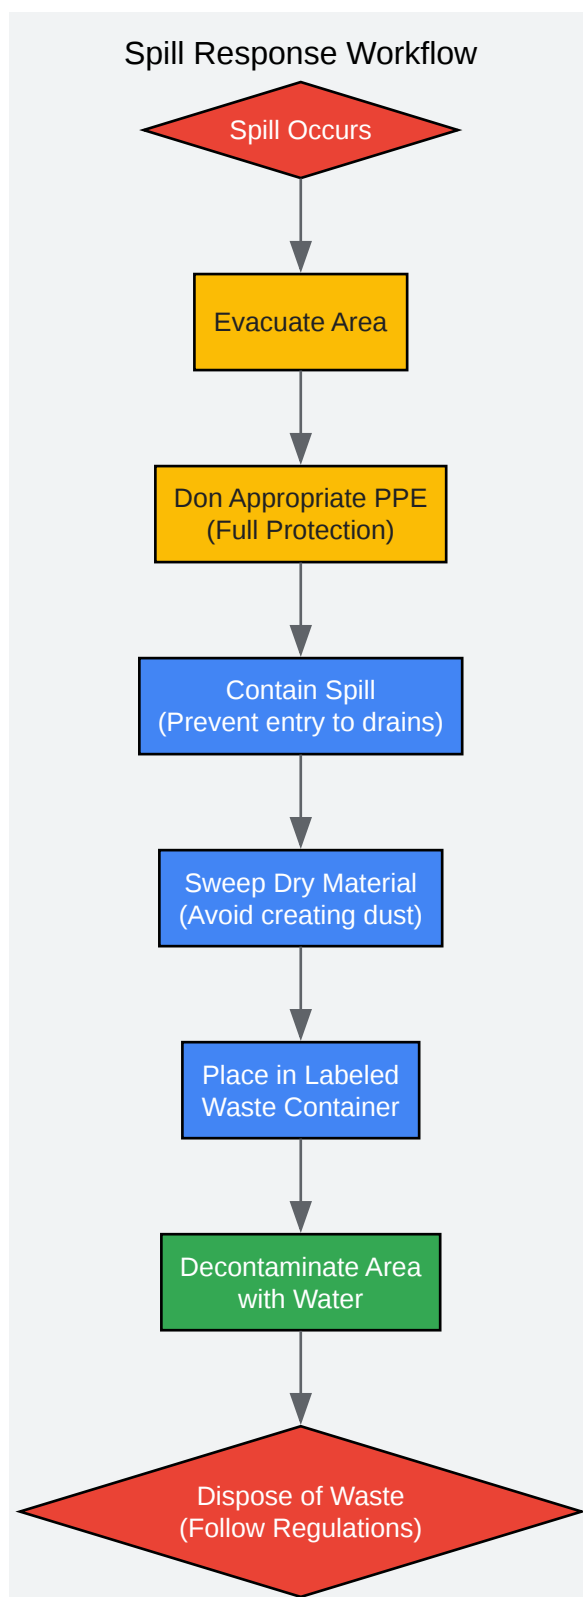 Spill Response Workflow
Spill Occurs
Evacuate Area
Don Appropriate PPE
(Full Protection)
Contain Spill
(Prevent entry to drains)
Sweep Dry Material
(Avoid creating dust)
Place in Labeled
Waste Container
Decontaminate Area
with Water
Dispose of Waste
(Follow Regulations)